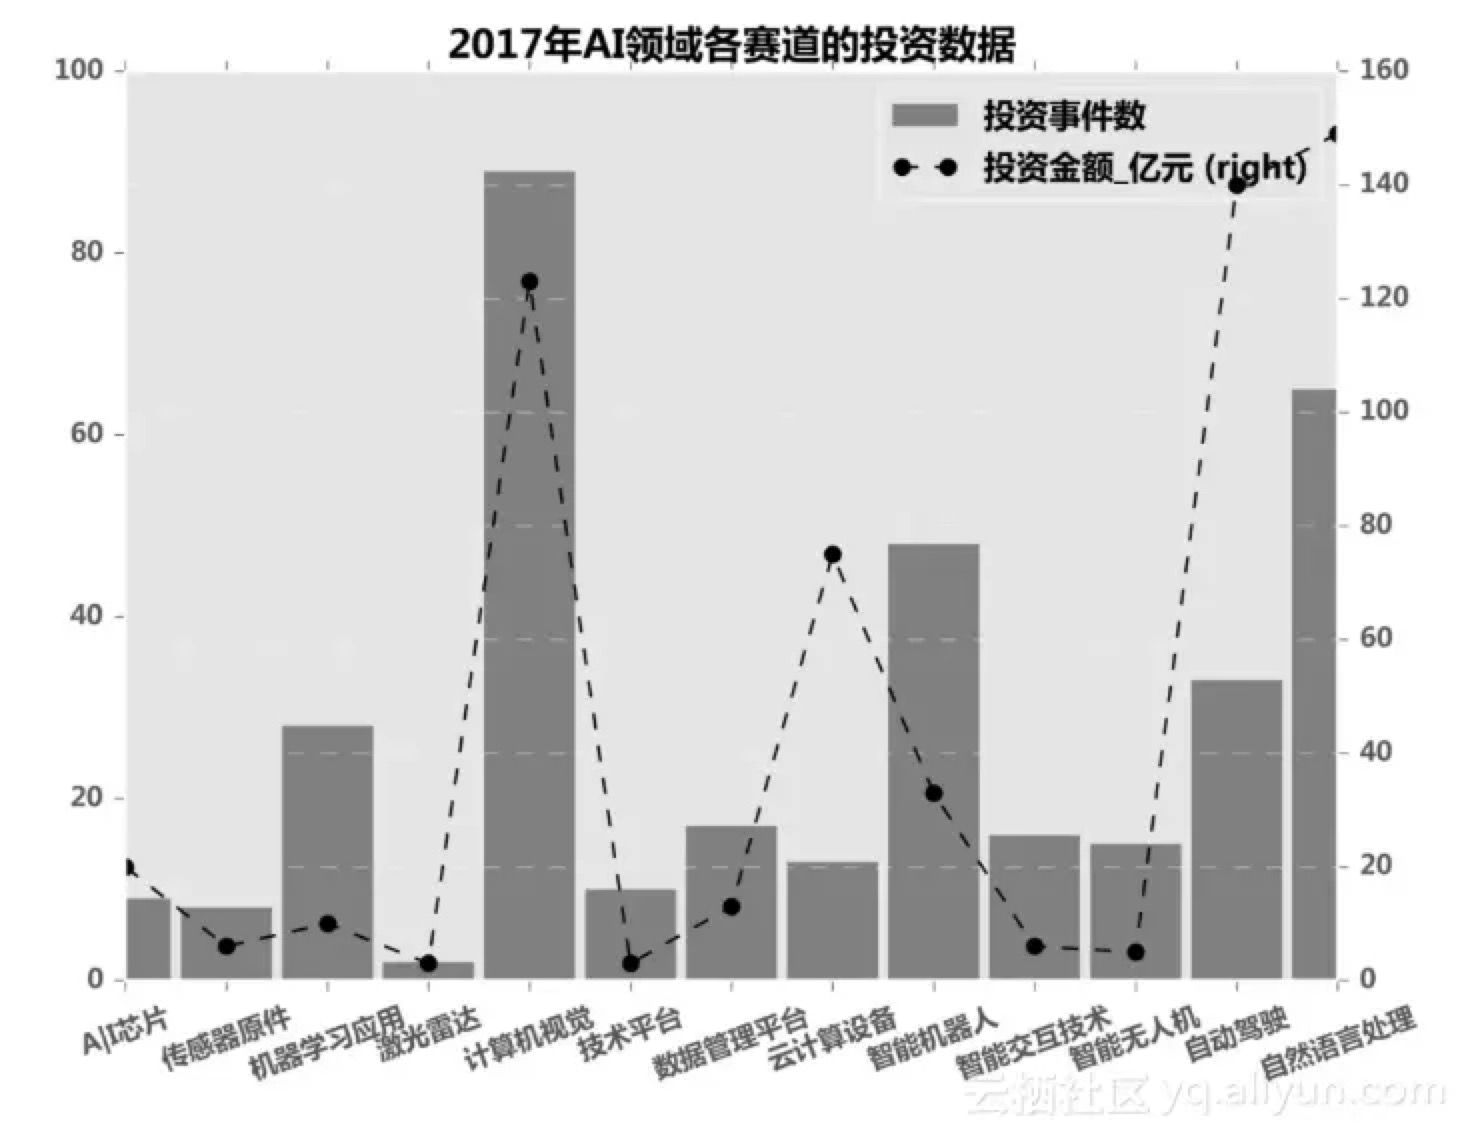 2017年AI领域各赛道的投资数据
100
80
60
40
20
0
160
140
120
100
80
60
40
20
0
投资事件数
投资金额_亿元 (right)
A|I芯片
传感器原件
机器学习应用
激光雷达
计算机视觉
技术平台
数据管理平台
云计算设备
智能机器人
智能交互技术
智能无人机
自动驾驶
自然语言处理
云栖社区 yq.aliyun.com